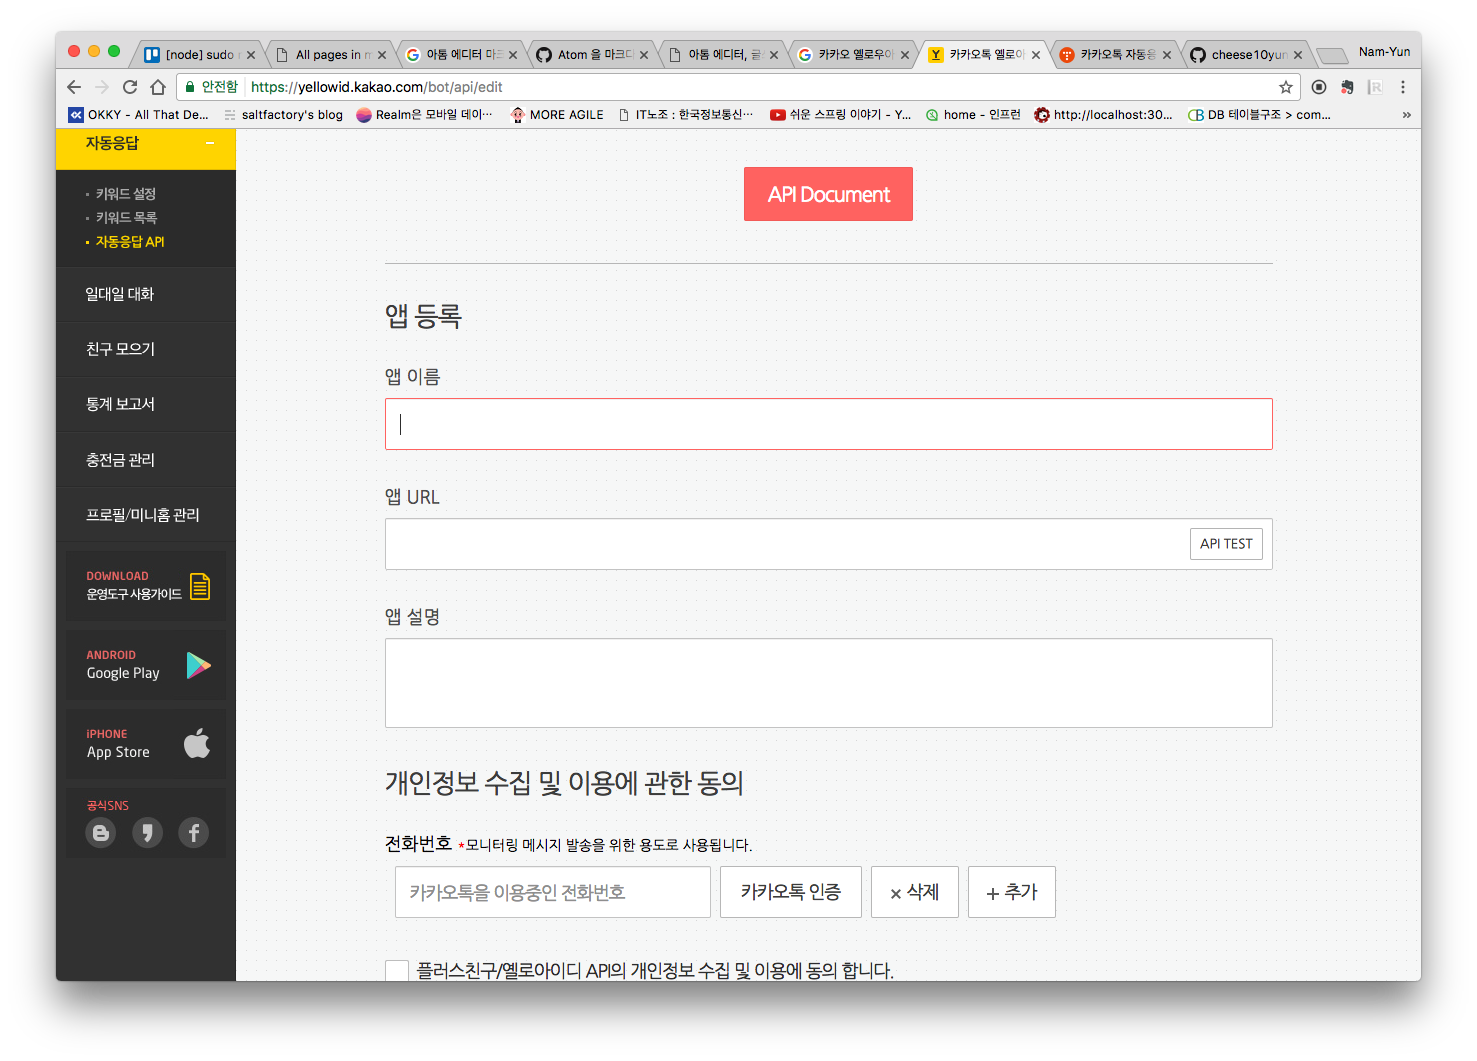 [node] sudo
All pages in m
아톰 에디터 마크
Atom 을 마크다
아톰 에디터, 글
카카오 옐로우아
카카오톡 옐로아
카카오톡 자동응
cheese10yun
Nam-Yun
안전함
https://yellowid.kakao.com/bot/api/edit
OKKY - All That De...
saltfactory's blog
Realm은 모바일 데이…
MORE AGILE
IT노조 : 한국정보통신…
쉬운 스프링 이야기 - Y...
home - 인프런
http://localhost:30...
DB 테이블구조 > com...
»
자동응답
키워드 설정
키워드 목록
자동응답 API
일대일 대화
친구 모으기
통계 보고서
충전금 관리
프로필/미니홈 관리
DOWNLOAD
운영도구 사용가이드
ANDROID
Google Play
iPHONE
App Store
공식SNS
API Document
앱 등록
앱 이름
앱 URL
API TEST
앱 설명
개인정보 수집 및 이용에 관한 동의
전화번호 *모니터링 메시지 발송을 위한 용도로 사용됩니다.
카카오톡을 이용중인 전화번호
카카오톡 인증
× 삭제
+ 추가
플러스친구/옐로아이디 API의 개인정보 수집 및 이용에 동의 합니다.